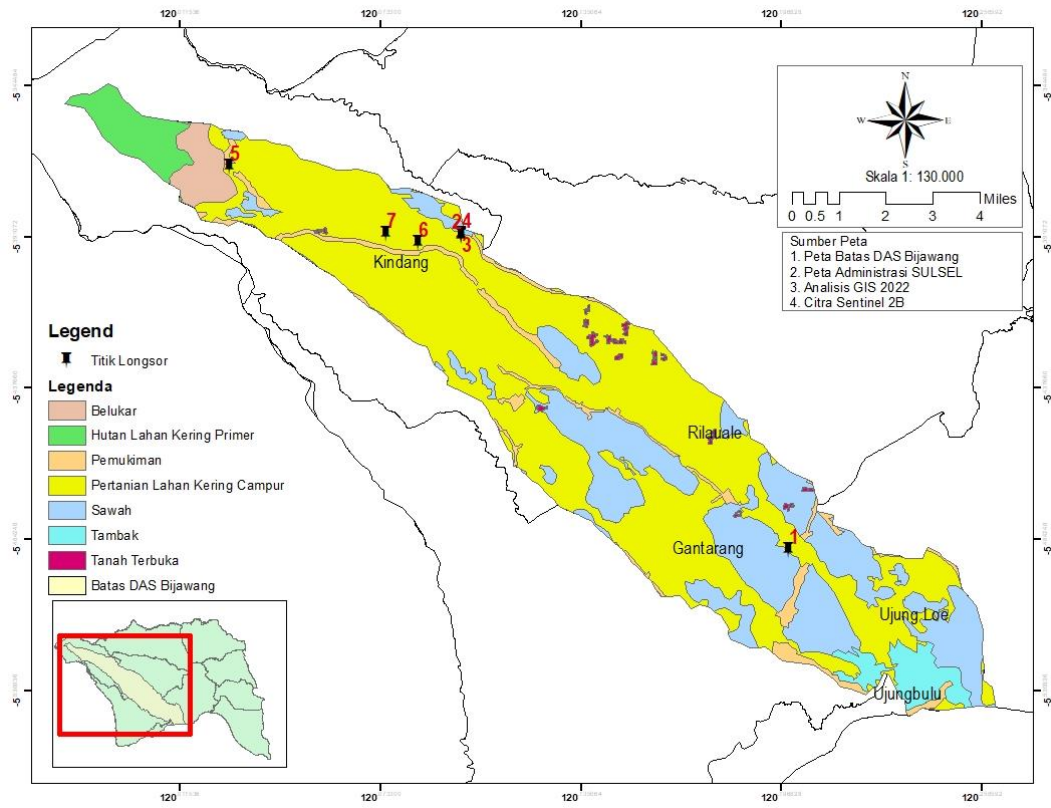 120
120
120
120
120
N
W
E
S
Skala 1: 130.000
Miles
0 0.5 1 2 3 4
Sumber Peta
1. Peta Batas DAS Bijawang
2. Peta Administrasi SULSEL
3. Analisis GIS 2022
4. Citra Sentinel 2B
5
7
6
24
3
Kindang
Rilauale
Gantarang
1
Ujung Loe
Ujungbulu
Legend
Titik Longsor
Legenda
Belukar
Hutan Lahan Kering Primer
Pemukiman
Pertanian Lahan Kering Campur
Sawah
Tambak
Tanah Terbuka
Batas DAS Bijawang
120
120
120
120
120